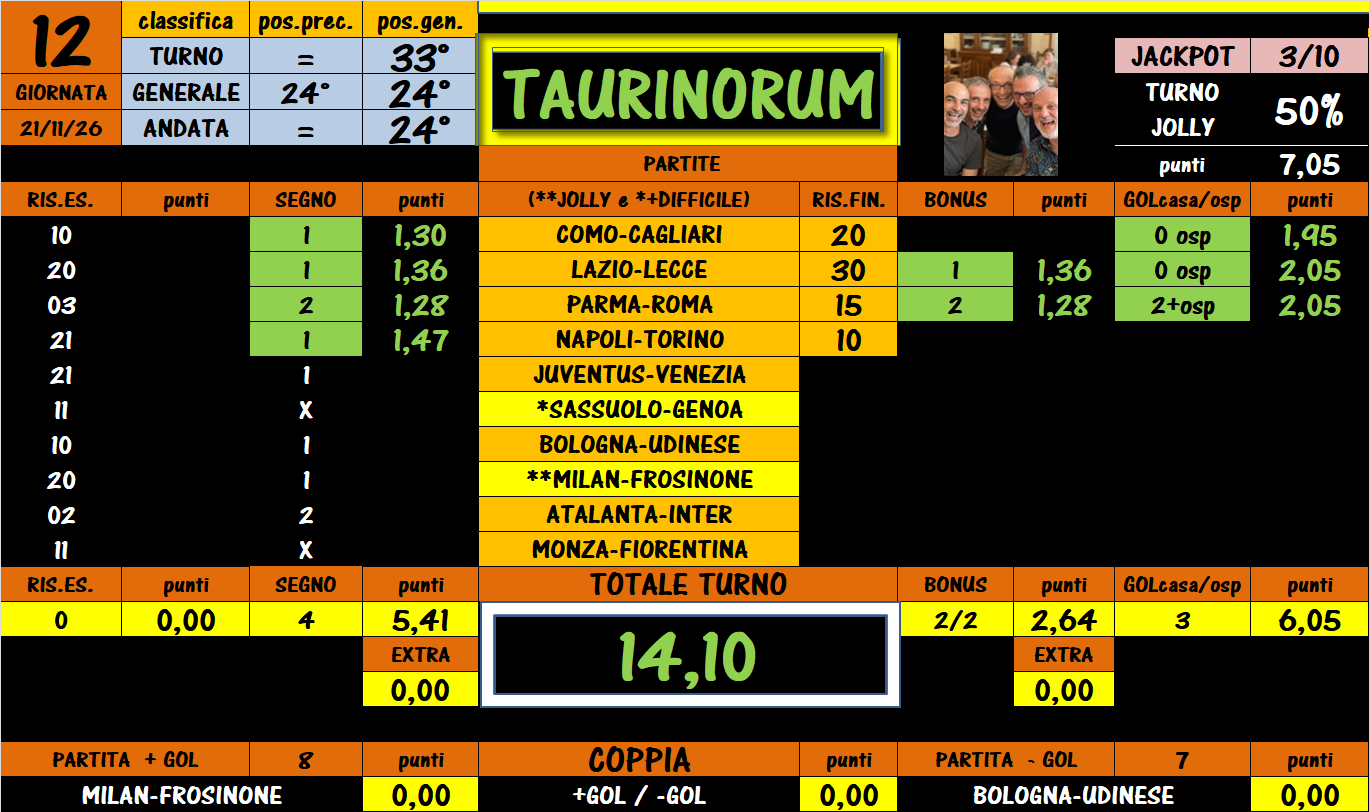 12 classifica pos.prec. pos.gen.
TURNO = 33°
GIORNATA GENERALE 24° 24°
21/11/26 ANDATA = 24°
TAURINORUM
JACKPOT 3/10
TURNO JOLLY 50%
punti 7,05
PARTITE
RIS.ES. punti SEGNO punti (**JOLLY e *+DIFFICILE) RIS.FIN. BONUS punti GOLcasa/osp punti
10 1 1,30 COMO-CAGLIARI 20 0 osp 1,95
20 1 1,36 LAZIO-LECCE 30 1 1,36 0 osp 2,05
03 2 1,28 PARMA-ROMA 15 2 1,28 2+osp 2,05
21 1 1,47 NAPOLI-TORINO 10
21 1 JUVENTUS-VENEZIA
11 X *SASSUOLO-GENOA
10 1 BOLOGNA-UDINESE
20 1 **MILAN-FROSINONE
02 2 ATALANTA-INTER
11 X MONZA-FIORENTINA
RIS.ES. punti SEGNO punti TOTALE TURNO BONUS punti GOLcasa/osp punti
0 0,00 4 5,41 14,10 2/2 2,64 3 6,05
EXTRA EXTRA
0,00 0,00
PARTITA + GOL 8 punti COPPIA punti PARTITA - GOL 7 punti
MILAN-FROSINONE 0,00 +GOL / -GOL 0,00 BOLOGNA-UDINESE 0,00